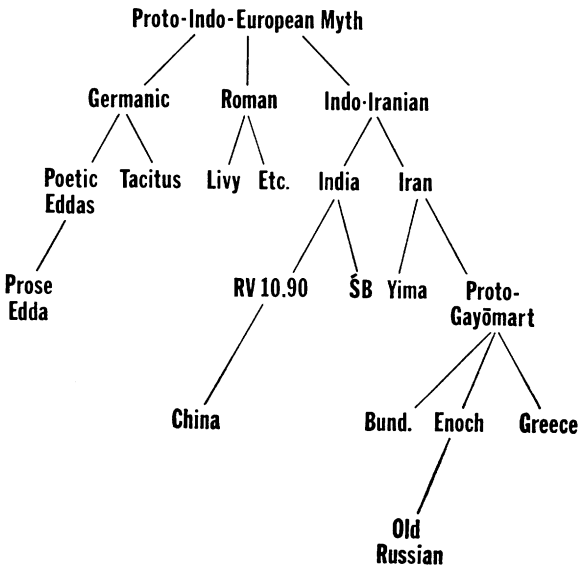 Proto-Indo-European Myth
Germanic Roman Indo-Iranian
Poetic
Eddas
Tacitus Livy Etc. India Iran
Prose
Edda
RV 10.90 ŚB Yima Proto-
Gayōmart
China Bund. Enoch Greece
Old
Russian